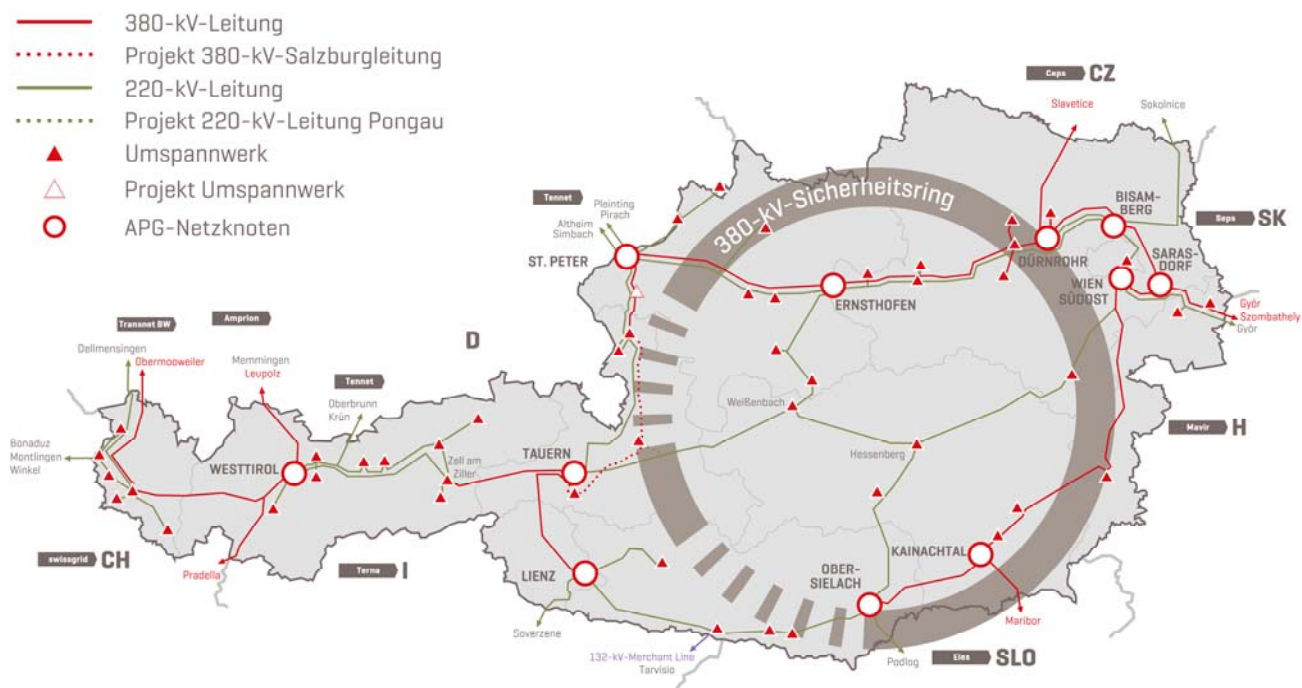 380-kV-Leitung
Projekt 380-kV-Salzburgleitung
220-kV-Leitung
Projekt 220-kV-Leitung Pongau
Umspannwerk
Projekt Umspannwerk
APG-Netzknoten
Ceps CZ
Slavetice
Sokolnice
380-kV-Sicherheitsring
Tennet
Pleinting
Pirach
Altheim
Simbach
ST. PETER
BISAM-
BERG
Seps SK
DÜRNROHR
SARAS-
DORF
WIEN
SÜDOST
ERNSTHOFEN
Győr
Szombathely
Győr
Transnet BW
Amprion
D
Dellmensingen
Obermooweiler
Memmingen
Leupolz
Tennet
Oberbrunn
Krün
Weißenbach
Mavir H
Bonaduz
Montlingen
Winkel
WESTTIROL
Zell am
Ziller
TAUERN
Hessenberg
swissgrid CH
Pradella
Terna I
LIENZ
KAINACHTAL
OBER-
SIELACH
Soverzene
Maribor
132-kV-Merchant Line
Tarvisio
Podlog
Eles SLO